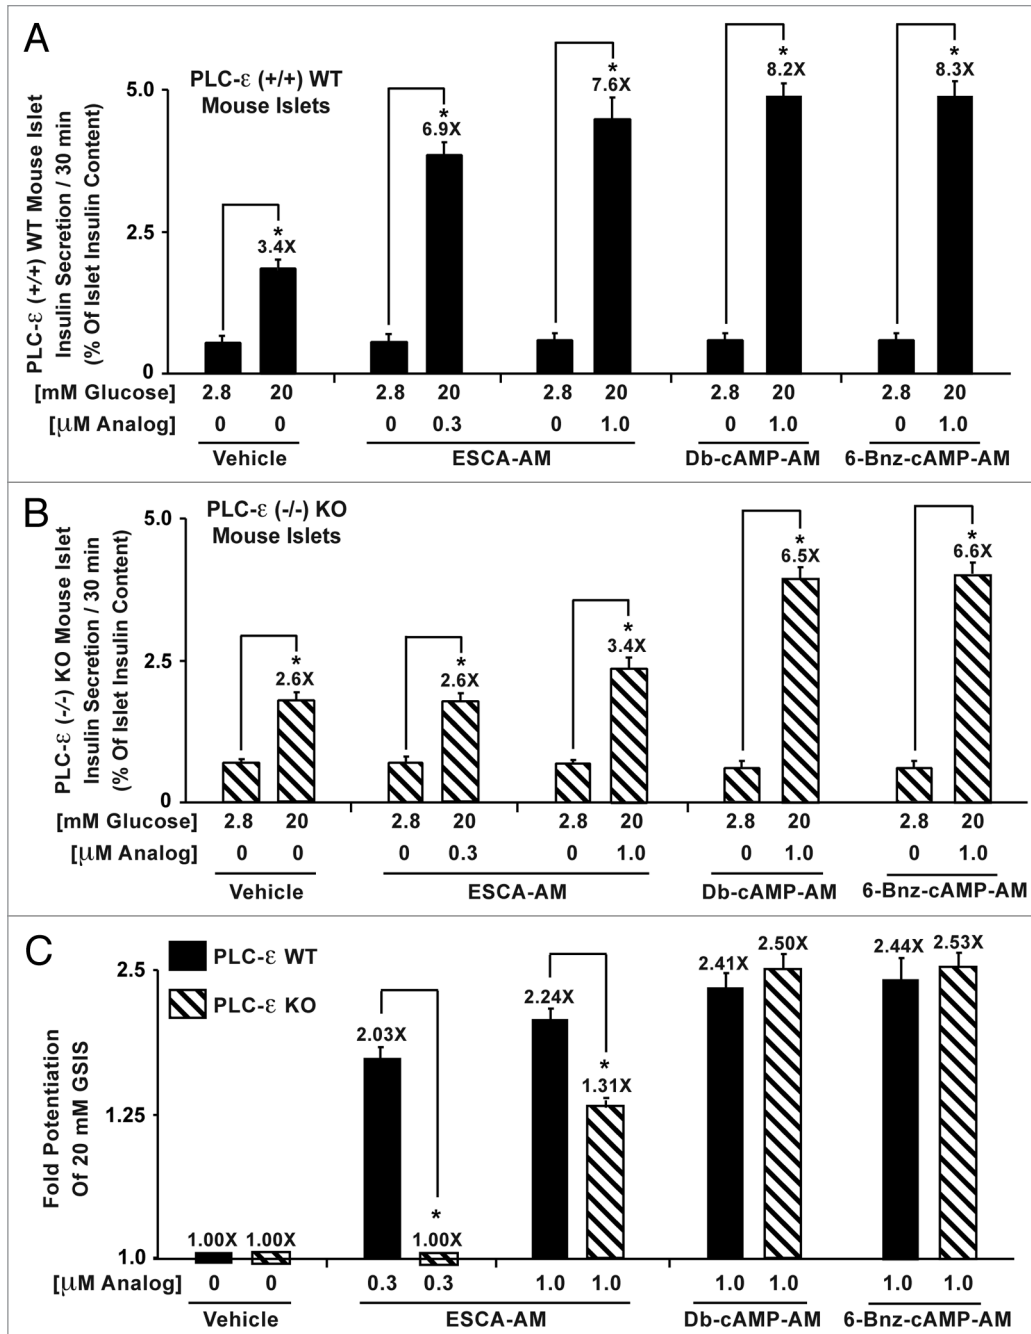 A
PLC-ε (+/+) WT
Mouse Islets
PLC-ε (+/+) WT Mouse Islet
Insulin Secretion / 30 min
(% Of Islet Insulin Content)
5.0
2.5
0
*
3.4X
*
6.9X
*
7.6X
*
8.2X
*
8.3X
[mM Glucose] 2.8 20 2.8 20 2.8 20 2.8 20 2.8 20
[μM Analog] 0 0 0 0.3 0 1.0 0 1.0 0 1.0
Vehicle ESCA-AM Db-cAMP-AM 6-Bnz-cAMP-AM
B
PLC-ε (-/-) KO
Mouse Islets
PLC-ε (-/-) KO Mouse Islet
Insulin Secretion / 30 min
(% Of Islet Insulin Content)
5.0
2.5
0
*
2.6X
*
2.6X
*
3.4X
*
6.5X
*
6.6X
[mM Glucose] 2.8 20 2.8 20 2.8 20 2.8 20 2.8 20
[μM Analog] 0 0 0 0.3 0 1.0 0 1.0 0 1.0
Vehicle ESCA-AM Db-cAMP-AM 6-Bnz-cAMP-AM
C
PLC-ε WT
PLC-ε KO
Fold Potentiation
Of 20 mM GSIS
2.5
1.25
1.0
1.00X 1.00X
2.03X
*
1.00X
2.24X
*
1.31X
2.41X 2.50X
2.44X 2.53X
[μM Analog] 0 0 0.3 0.3 1.0 1.0 1.0 1.0 1.0 1.0
Vehicle ESCA-AM Db-cAMP-AM 6-Bnz-cAMP-AM